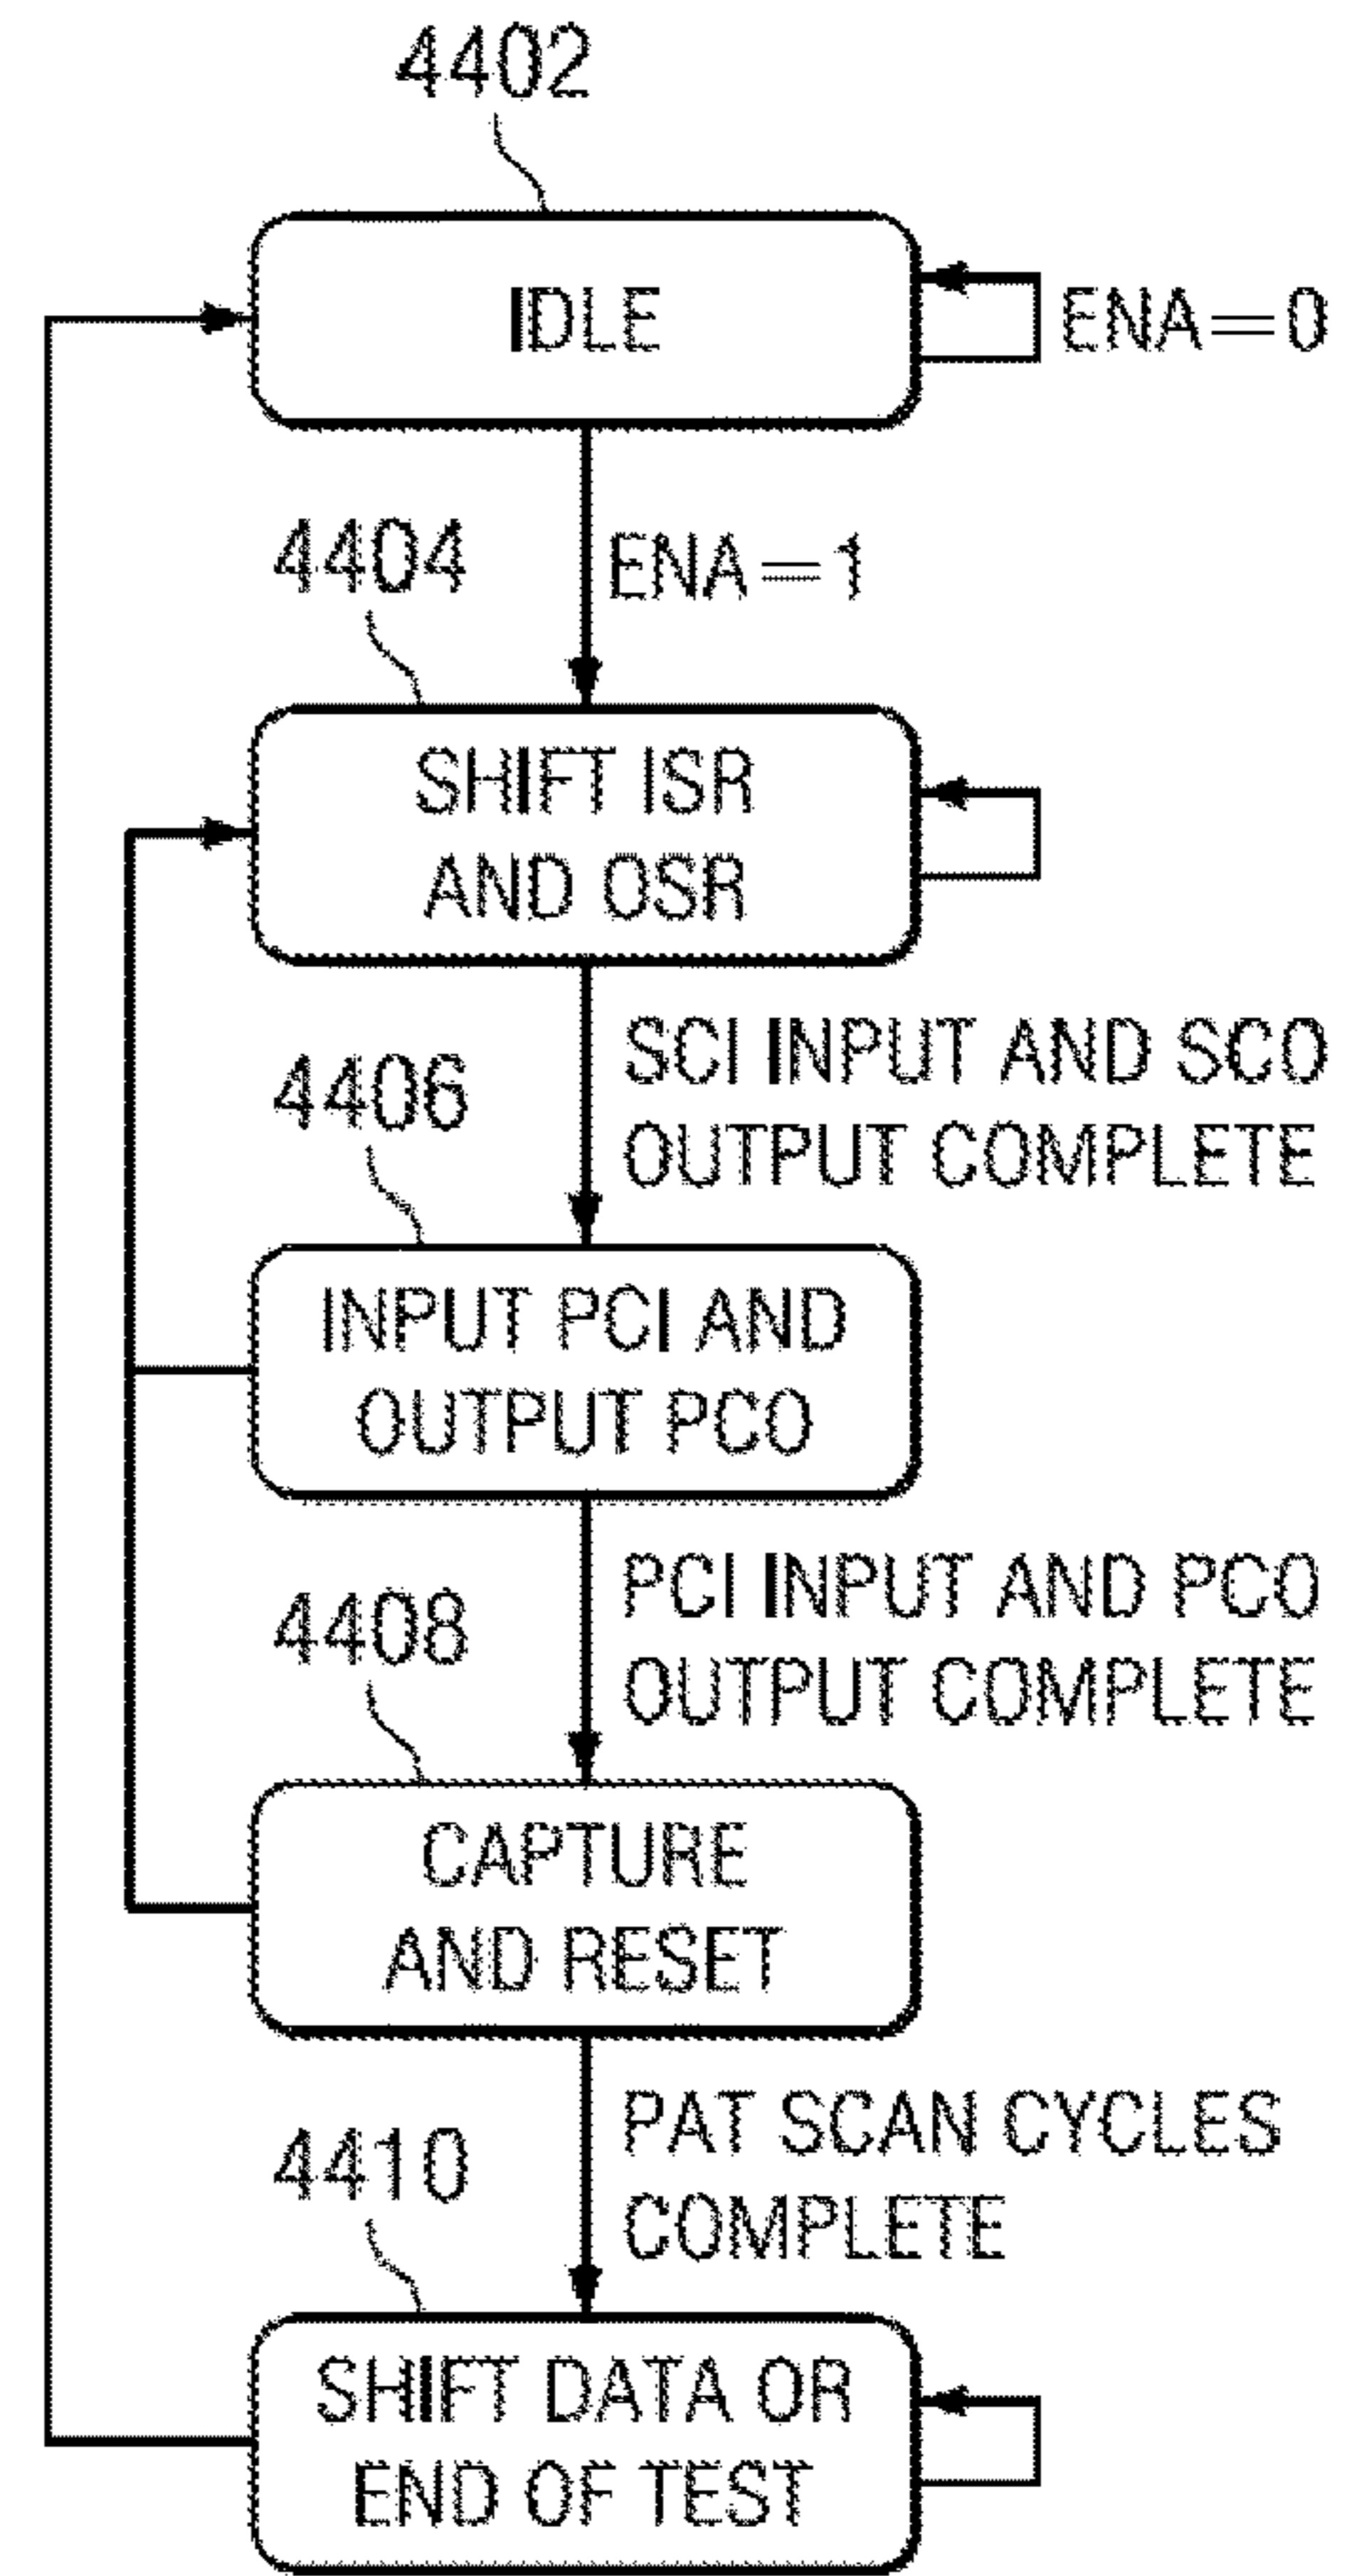 4402
IDLE
ENA=0
4404
ENA=1
SHIFT ISR
AND OSR
4406
SCI INPUT AND SCO
OUTPUT COMPLETE
INPUT PCI AND
OUTPUT PCO
4408
PCI INPUT AND PCO
OUTPUT COMPLETE
CAPTURE
AND RESET
4410
PAT SCAN CYCLES
COMPLETE
SHIFT DATA OR
END OF TEST